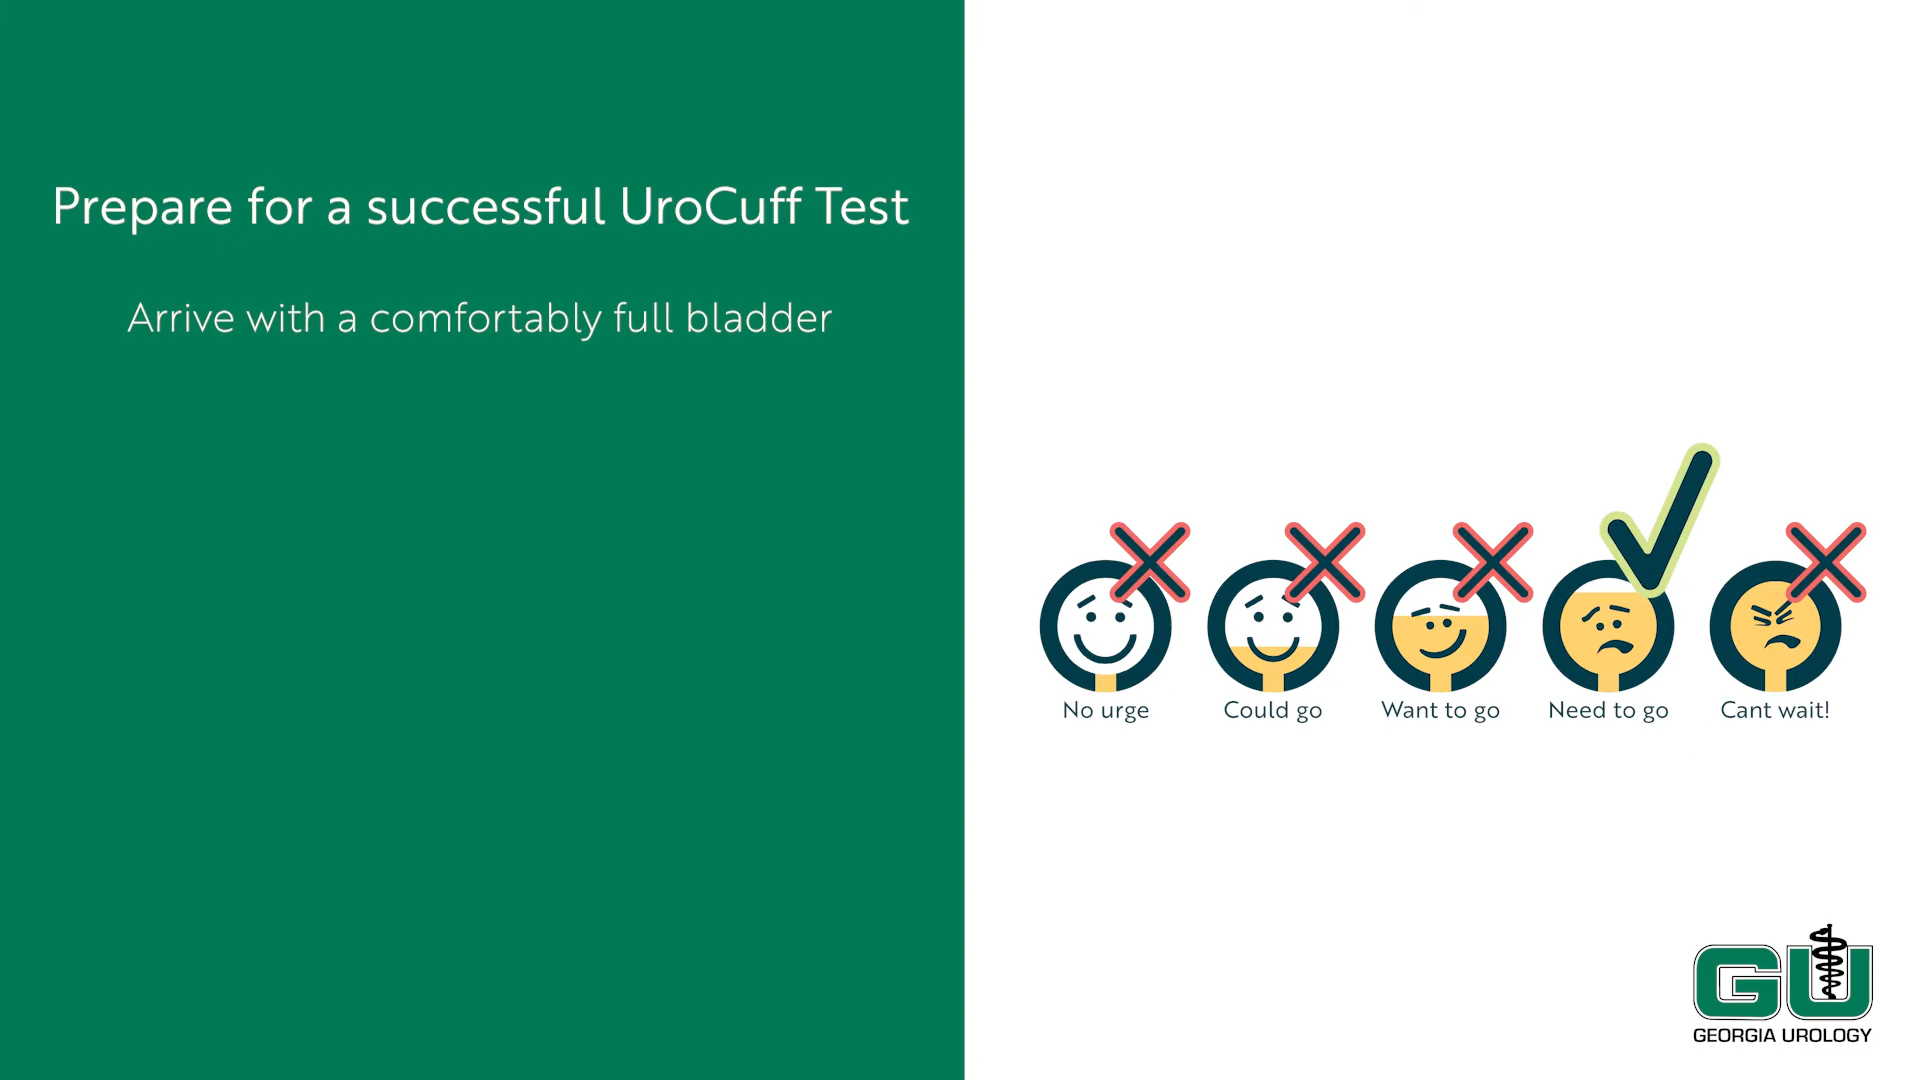 Prepare for a successful UroCuff Test
Arrive with a comfortably full bladder
No urge
Could go
Want to go
Need to go
Cant wait!
GU
GEORGIA UROLOGY